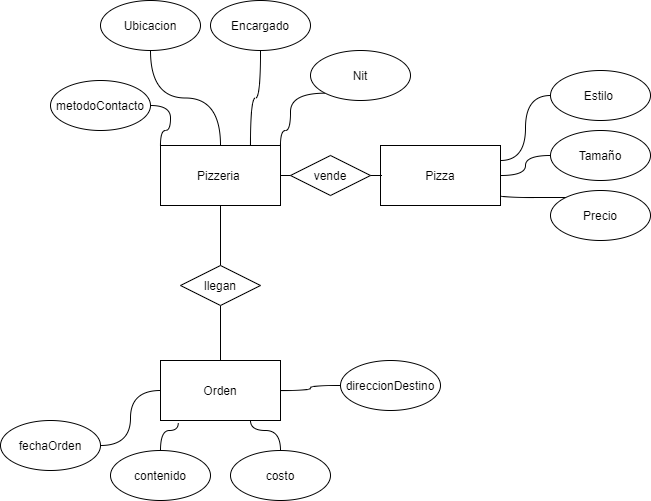 Ubicacion
Encargado
Nit
metodoContacto
Estilo
Tamaño
Precio
Pizzeria
vende
Pizza
llegan
Orden
direccionDestino
fechaOrden
contenido
costo